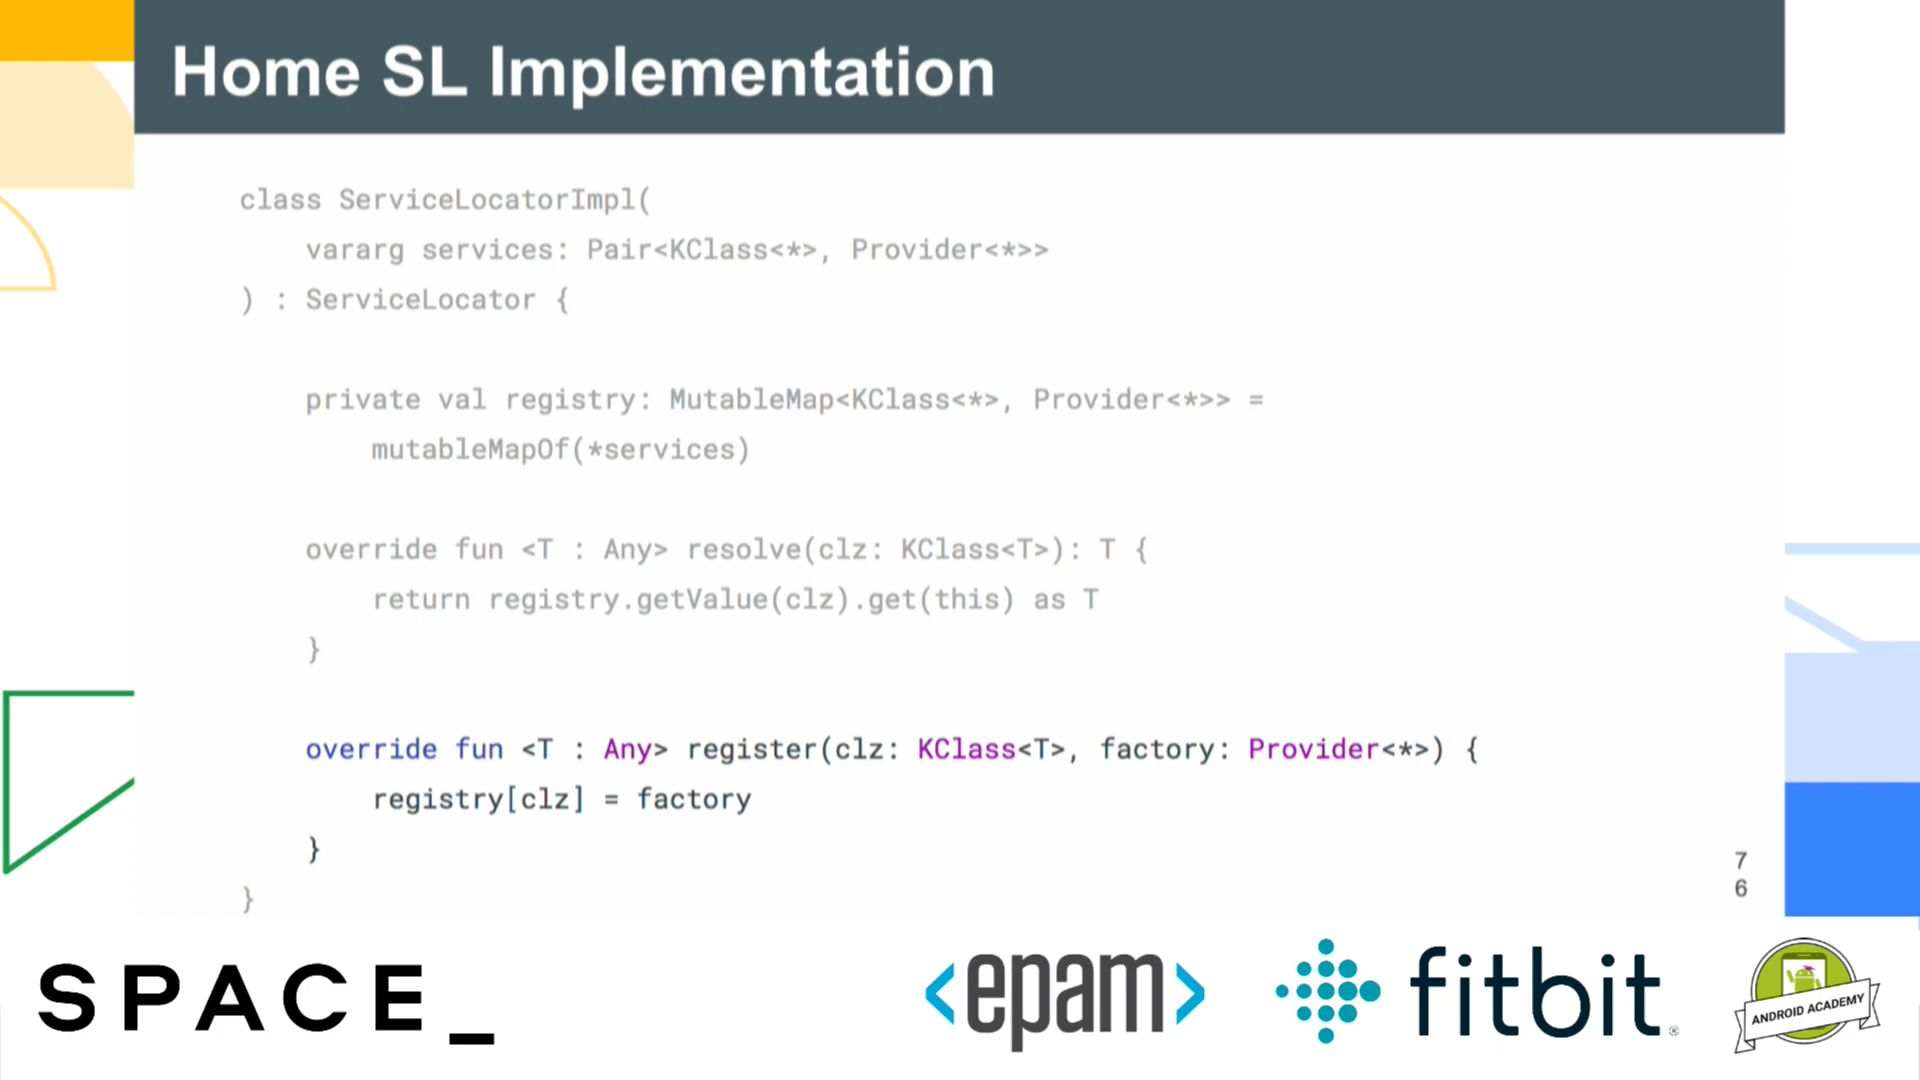 Home SL Implementation
class ServiceLocatorImpl(
    vararg services: Pair<KClass<*>, Provider<*>>
) : ServiceLocator {
    private val registry: MutableMap<KClass<*>, Provider<*>> =
        mutableMapOf(*services)
    override fun <T : Any> resolve(clz: KClass<T>): T {
        return registry.getValue(clz).get(this) as T
    }
    override fun <T : Any> register(clz: KClass<T>, factory: Provider<*>) {
        registry[clz] = factory
    }
}
7
6
SPACE_
<epam>
fitbit®
ANDROID ACADEMY